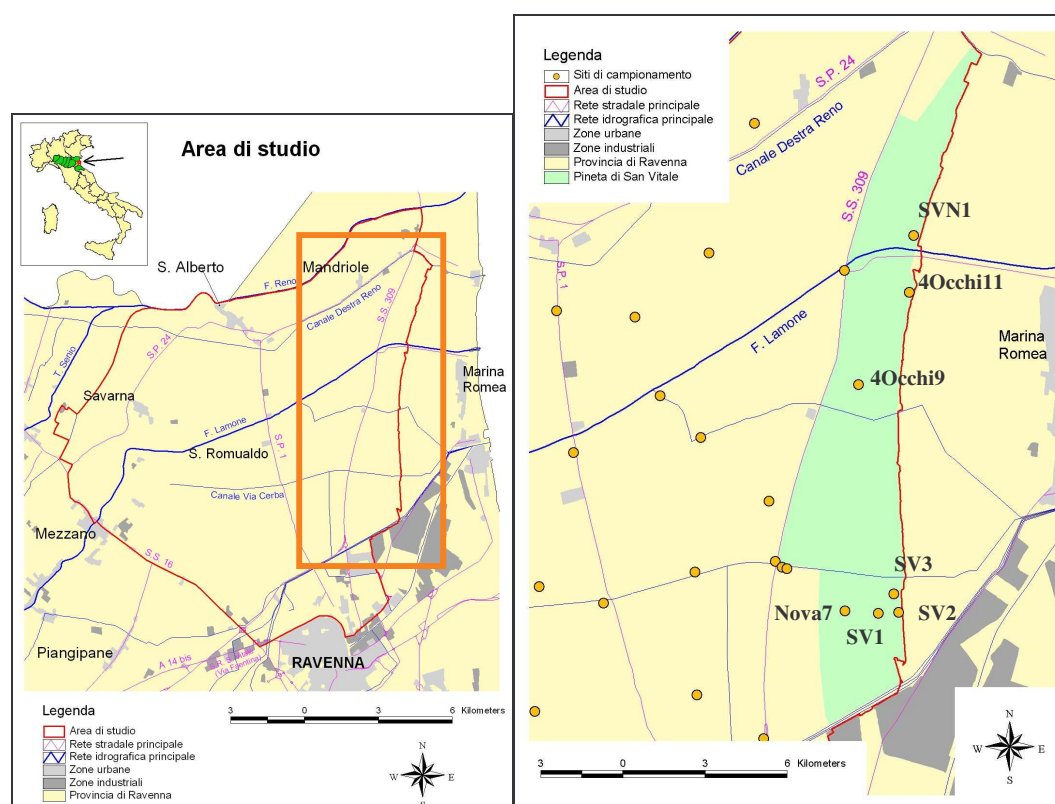 Area di studio
S. Alberto
Mandriole
F. Reno
Canale Destra Reno
S.S. 309
S.P. 24
T. Senio
Savarna
Marina
Romea
F. Lamone
S. Romualdo
S.P. 1
Canale Via Cerba
Mezzano
S.S. 16
Piangipane
A 14 bis
(Via Faentina)
RAVENNA
Legenda
Area di studio
Rete stradale principale
Rete idrografica principale
Zone urbane
Zone industriali
Provincia di Ravenna
3 0 3 6 Kilometers
N
W E
S
Legenda
Siti di campionamento
Area di studio
Rete stradale principale
Rete idrografica principale
Zone urbane
Zone industriali
Provincia di Ravenna
Pineta di San Vitale
S.P. 24
Canale Destra Reno
S.S. 309
SVN1
S.P. 1
4Occhi11
F. Lamone
Marina
Romea
4Occhi9
SV3
Nova7
SV1
SV2
3 0 3 6 Kilometers
N
W E
S